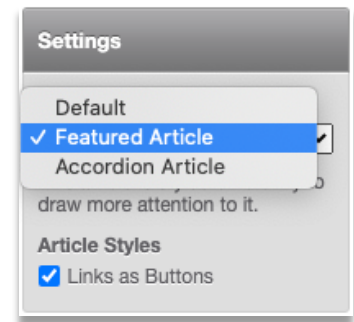 Settings
Default
✓ Featured Article
Accordion Article
draw more attention to it.
Article Styles
Links as Buttons